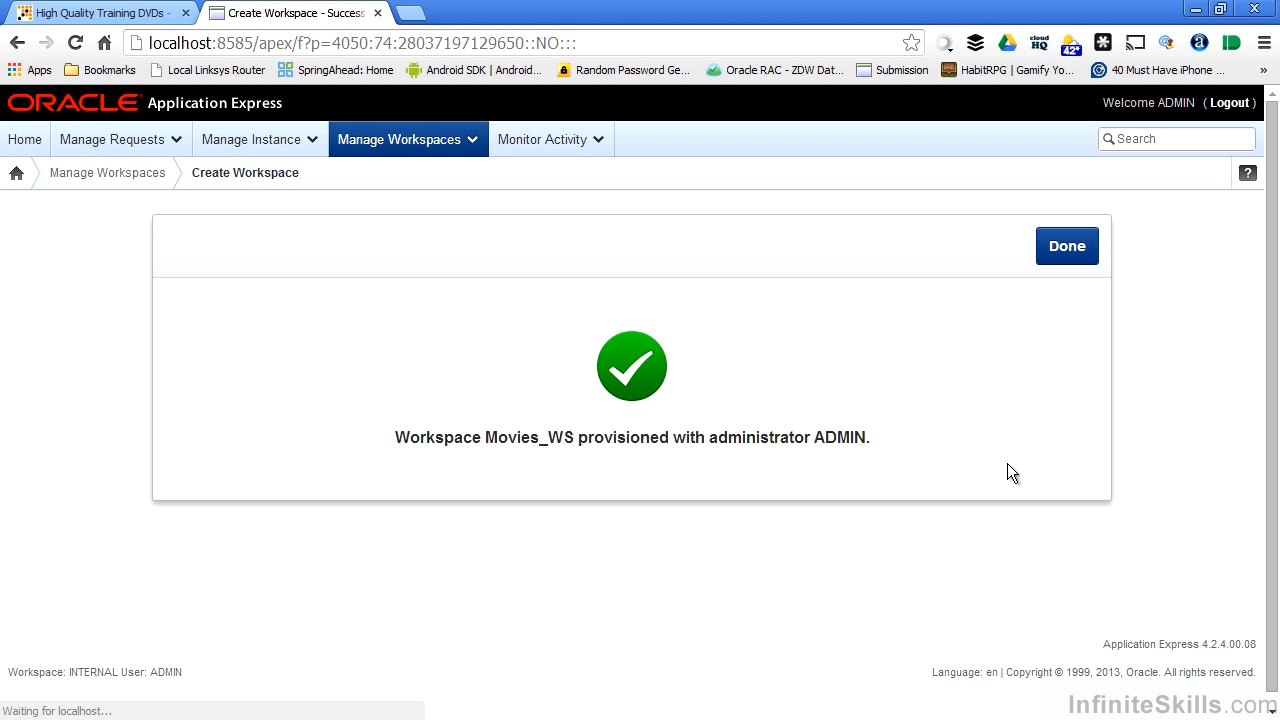 High Quality Training DVDs -
Create Workspace - Success
localhost:8585/apex/f?p=4050:74:28037197129650::NO:::
42°
cloud HQ
Apps Bookmarks Local Linksys Router SpringAhead: Home Android SDK | Android... Random Password Ge... Oracle RAC - ZDW Dat... Submission HabitRPG | Gamify Yo... 40 Must Have iPhone ... »
ORACLE Application Express
Welcome ADMIN ( Logout )
Home Manage Requests Manage Instance Manage Workspaces Monitor Activity Search
Manage Workspaces Create Workspace ?
Done
Workspace Movies_WS provisioned with administrator ADMIN.
Application Express 4.2.4.00.08
Workspace: INTERNAL User: ADMIN
Language: en | Copyright © 1999, 2013, Oracle. All rights reserved.
Waiting for localhost...
InfiniteSkills.com